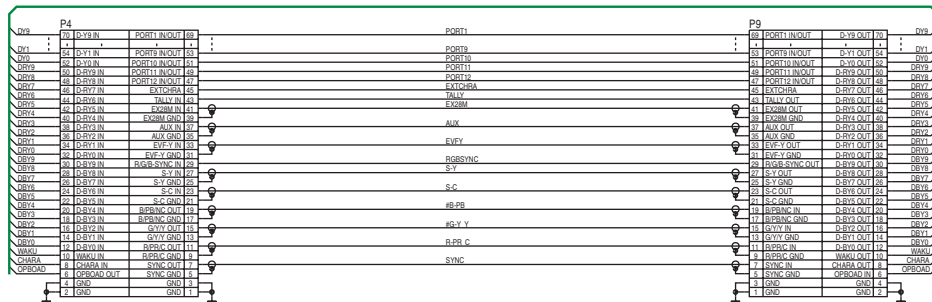 P4 P9
DY9 70 D-Y9 IN PORT1 IN/OUT 69 PORT1 69 PORT1 IN/OUT D-Y9 OUT 70 DY9
DY1 54 D-Y1 IN PORT9 IN/OUT 53 PORT9 53 PORT9 IN/OUT D-Y1 OUT 54 DY1
DY0 52 D-Y0 IN PORT10 IN/OUT 51 PORT10 51 PORT10 IN/OUT D-Y0 OUT 52 DY0
DRY9 50 D-RY9 IN PORT11 IN/OUT 49 PORT11 49 PORT11 IN/OUT D-RY9 OUT 50 DRY9
DRY8 48 D-RY8 IN PORT12 IN/OUT 47 PORT12 47 PORT12 IN/OUT D-RY8 OUT 48 DRY8
DRY7 46 D-RY7 IN EXTCHRA 45 EXTCHRA 45 EXTCHRA D-RY7 OUT 46 DRY7
DRY6 44 D-RY6 IN TALLY IN 43 TALLY 43 TALLY OUT D-RY6 OUT 44 DRY6
DRY5 42 D-RY5 IN EX28M IN 41 EX28M 41 EX28M OUT D-RY5 OUT 42 DRY5
DRY4 40 D-RY4 IN EX28M GND 39 39 EX28M GND D-RY4 OUT 40 DRY4
DRY3 38 D-RY3 IN AUX IN 37 AUX 37 AUX OUT D-RY3 OUT 38 DRY3
DRY2 36 D-RY2 IN AUX GND 35 35 AUX GND D-RY2 OUT 36 DRY2
DRY1 34 D-RY1 IN EVF-Y IN 33 EVFY 33 EVF-Y OUT D-RY1 OUT 34 DRY1
DRY0 32 D-RY0 IN EVF-Y GND 31 31 EVF-Y GND D-RY0 OUT 32 DRY0
DBY9 30 D-BY9 IN R/G/B-SYNC IN 29 RGBSYNC 29 R/G/B-SYNC OUT D-BY9 OUT 30 DBY9
DBY8 28 D-BY8 IN S-Y IN 27 S-Y 27 S-Y OUT D-BY8 OUT 28 DBY8
DBY7 26 D-BY7 IN S-Y GND 25 25 S-Y GND D-BY7 OUT 26 DBY7
DBY6 24 D-BY6 IN S-C IN 23 S-C 23 S-C OUT D-BY6 OUT 24 DBY6
DBY5 22 D-BY5 IN S-C GND 21 21 S-C GND D-BY5 OUT 22 DBY5
DBY4 20 D-BY4 IN B/PB/NC OUT 19 #B-PB 19 B/PB/NC IN D-BY4 OUT 20 DBY4
DBY3 18 D-BY3 IN B/PB/NC GND 17 17 B/PB/NC GND D-BY3 OUT 18 DBY3
DBY2 16 D-BY2 IN G/Y/Y OUT 15 #G-Y Y 15 G/Y/Y IN D-BY2 OUT 16 DBY2
DBY1 14 D-BY1 IN G/Y/Y GND 13 13 G/Y/Y GND D-BY1 OUT 14 DBY1
DBY0 12 D-BY0 IN R/PR/C OUT 11 R-PR C 11 R/PR/C IN D-BY0 OUT 12 DBY0
WAKU 10 WAKU IN R/PR/C GND 9 9 R/PR/C GND WAKU OUT 10 WAKU
CHARA 8 CHARA IN SYNC OUT 7 SYNC 7 SYNC IN CHARA OUT 8 CHARA
OPBOAD 6 OPBOAD OUT SYNC GND 5 5 SYNC GND OPBOAD IN 6 OPBOAD
4 GND GND 3 3 GND GND 4
2 GND GND 1 1 GND GND 2